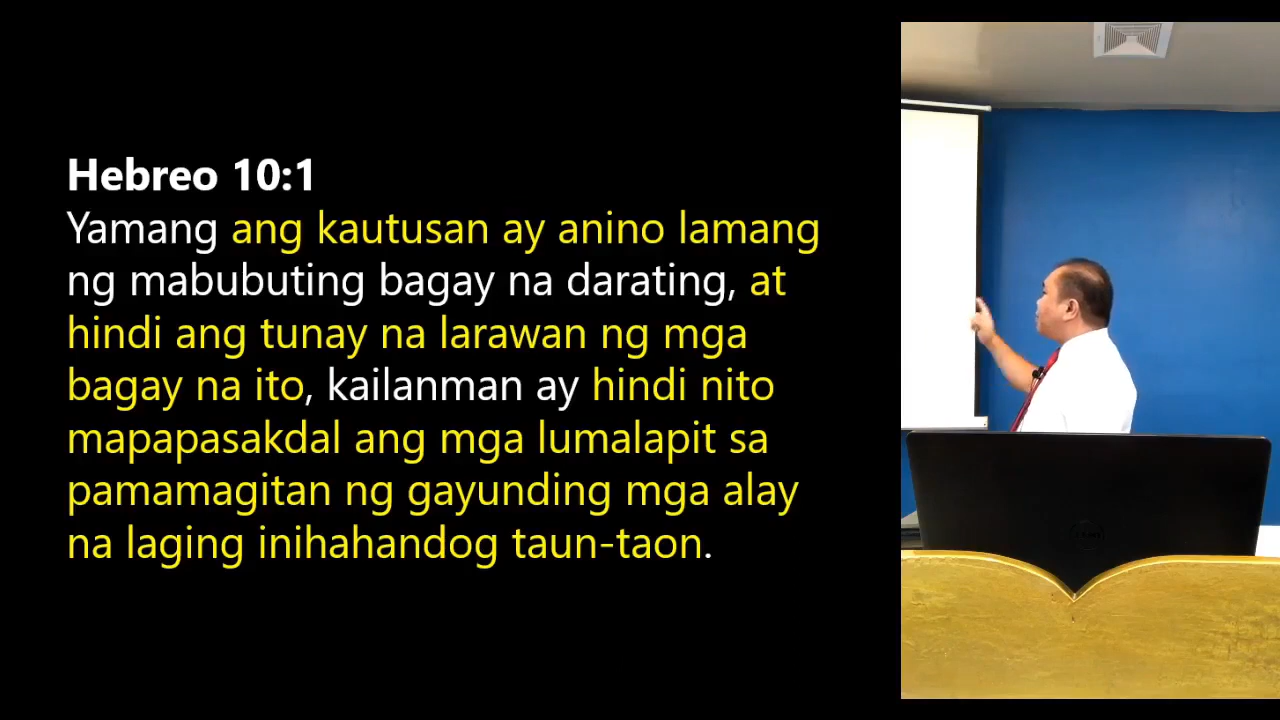 Hebreo 10:1
Yamang ang kautusan ay anino lamang
ng mabubuting bagay na darating, at
hindi ang tunay na larawan ng mga
bagay na ito, kailanman ay hindi nito
mapapasakdal ang mga lumalapit sa
pamamagitan ng gayunding mga alay
na laging inihahandog taun-taon.